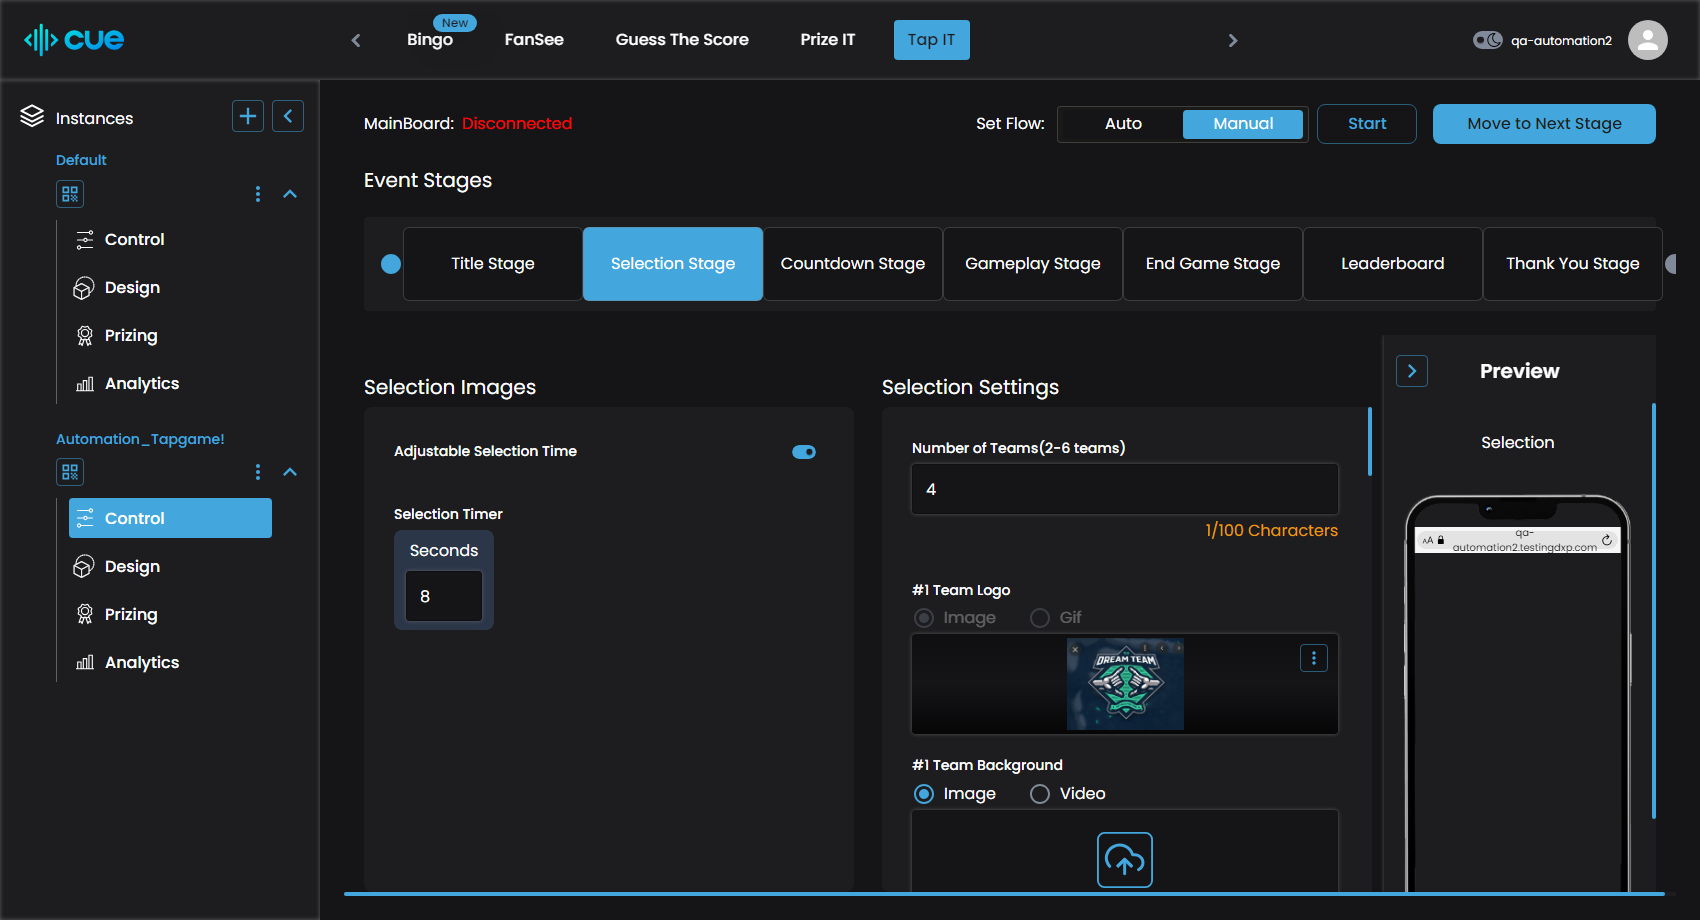 cue
Bingo
New
FanSee
Guess The Score
Prize IT
Tap IT
qa-automation2
Instances
Default
Control
Design
Prizing
Analytics
Automation_Tapgame!
Control
Design
Prizing
Analytics
MainBoard: Disconnected
Set Flow:
Auto
Manual
Start
Move to Next Stage
Event Stages
Title Stage
Selection Stage
Countdown Stage
Gameplay Stage
End Game Stage
Leaderboard
Thank You Stage
Selection Images
Adjustable Selection Time
Selection Timer
Seconds
8
Selection Settings
Number of Teams(2-6 teams)
4
1/100 Characters
#1 Team Logo
Image
Gif
DREAM TEAM
#1 Team Background
Image
Video
Preview
Selection
AA
qa-
automation2.testingdxp.com